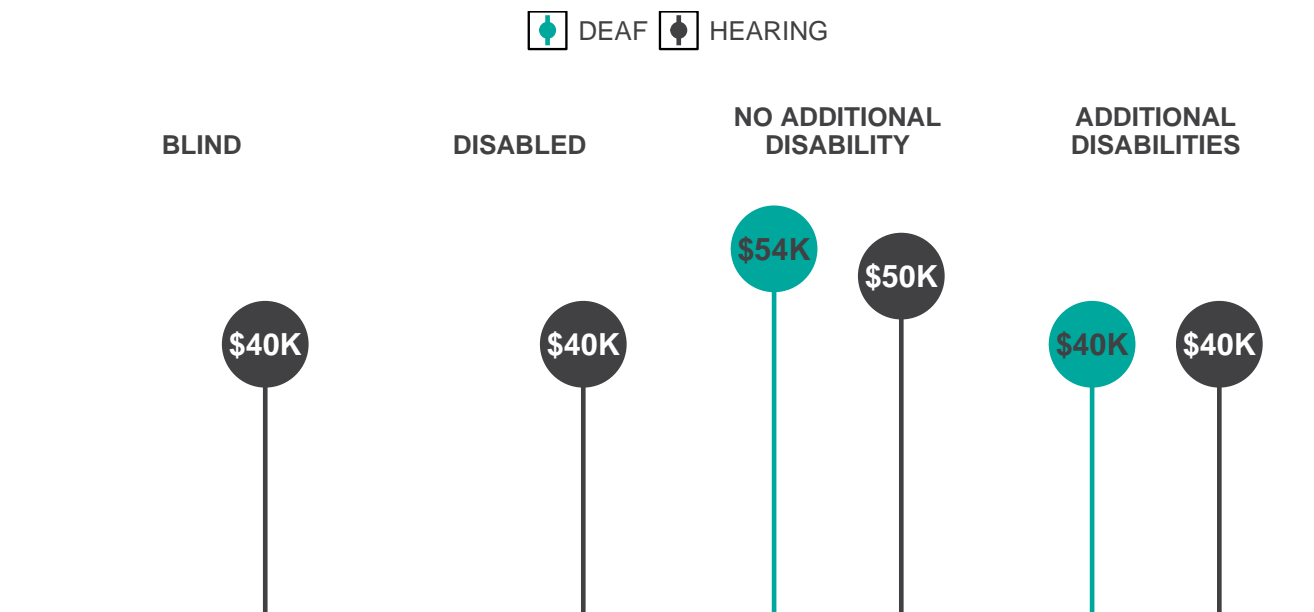 DEAF HEARING
BLIND
DISABLED
NO ADDITIONAL
DISABILITY
ADDITIONAL
DISABILITIES
$54K
$50K
$40K
$40K
$40K
$40K